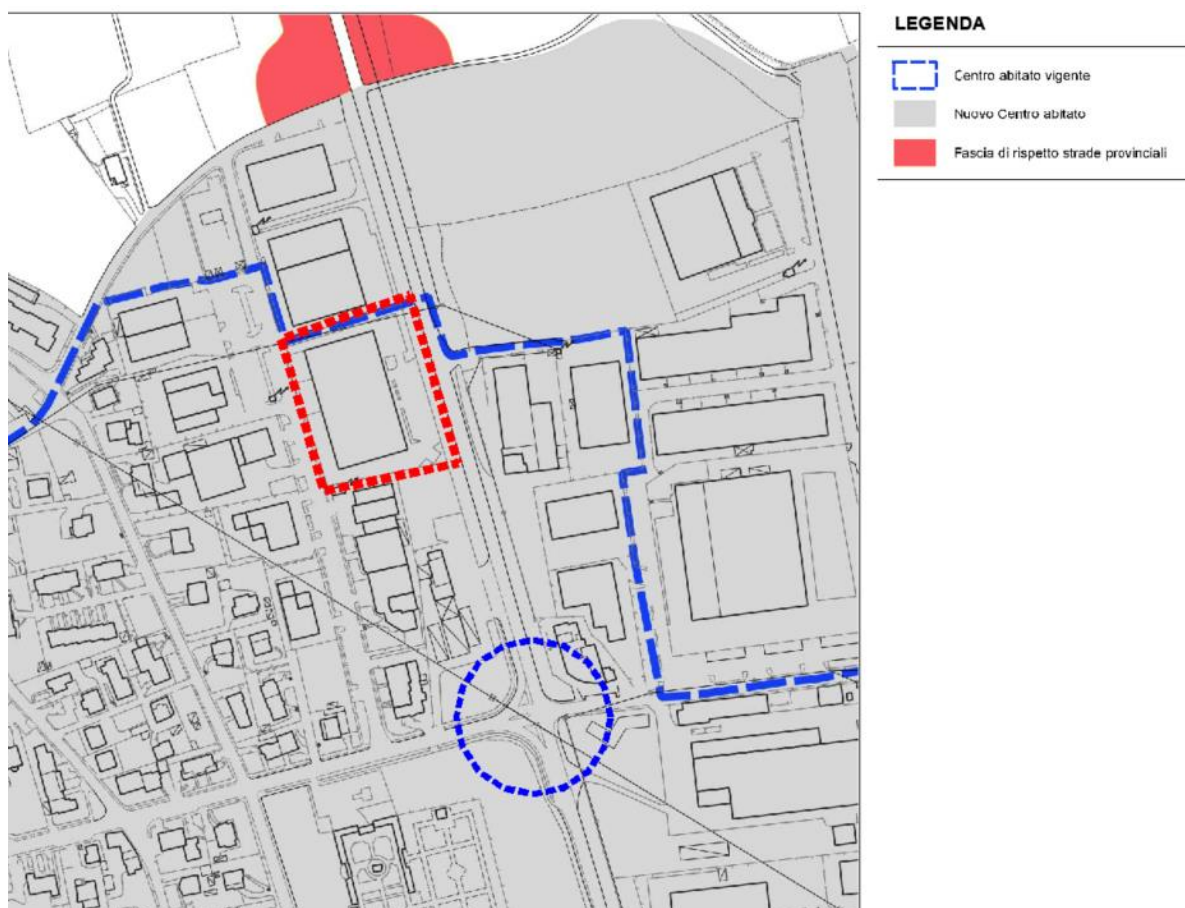 LEGENDA
Centro abitato vigente
Nuovo Centro abitato
Fascia di rispetto strade provinciali